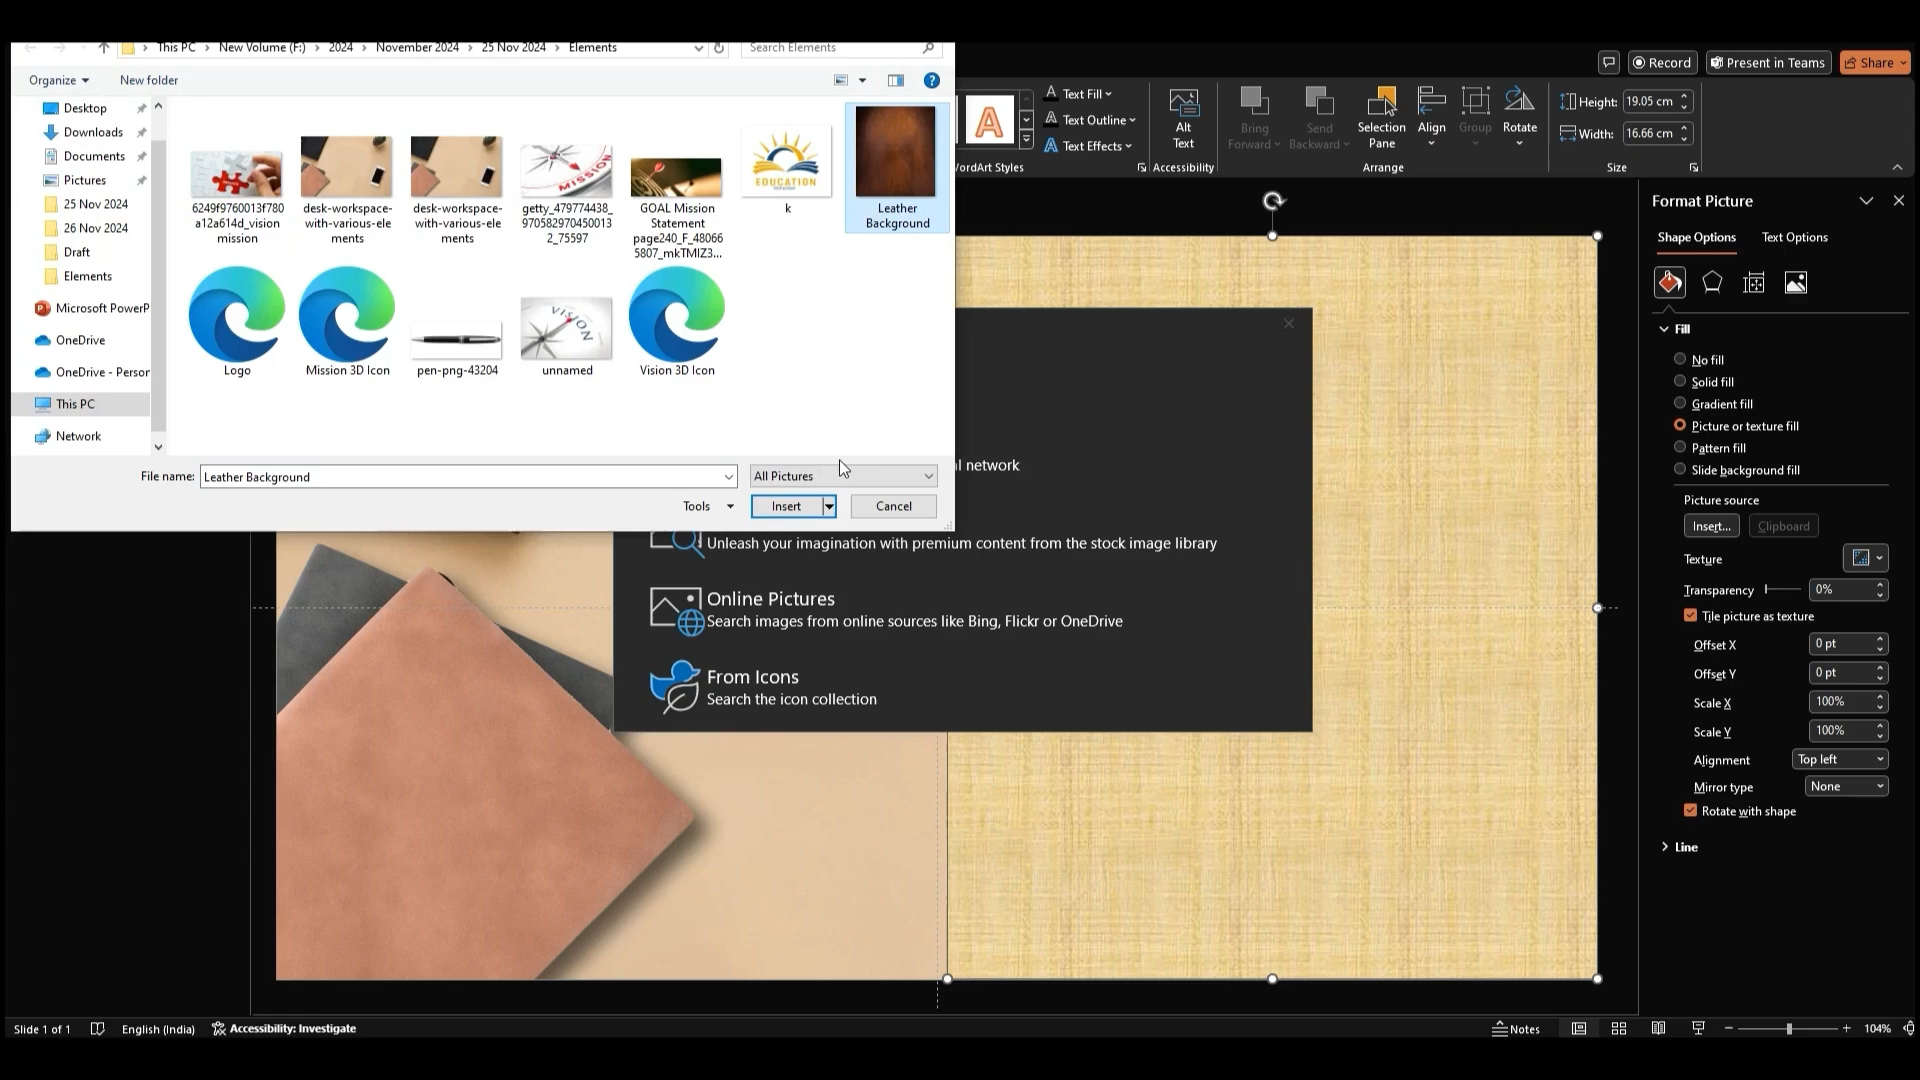 This PC > New Volume (F:) > 2024 > November 2024 > 25 Nov 2024 > Elements
Search Elements
Organize
New folder
Desktop
Downloads
Documents
Pictures
25 Nov 2024
26 Nov 2024
Draft
Elements
Microsoft PowerP
OneDrive
OneDrive - Person
This PC
Network
6249f9760013f780
a12a614d_vision
mission
desk-workspace-
with-various-ele
ments
desk-workspace-
with-various-ele
ments
getty_479774438_
970582970450013
2_75597
MISSION
GOAL Mission
Statement
page240_F_48066
5807_mkTMIZ3...
EDUCATION
k
Leather
Background
Logo
Mission 3D Icon
pen-png-43204
VISION
unnamed
Vision 3D Icon
File name:
Leather Background
All Pictures
Tools
Insert
Cancel
Record
Present in Teams
Share
A
Text Fill
Text Outline
Text Effects
WordArt Styles
Alt
Text
Accessibility
Bring
Forward
Send
Backward
Selection
Pane
Align
Group
Rotate
Arrange
Height:
19.05 cm
Width:
16.66 cm
Size
l network
Unleash your imagination with premium content from the stock image library
Online Pictures
Search images from online sources like Bing, Flickr or OneDrive
From Icons
Search the icon collection
Format Picture
Shape Options
Text Options
Fill
No fill
Solid fill
Gradient fill
Picture or texture fill
Pattern fill
Slide background fill
Picture source
Insert...
Clipboard
Texture
Transparency
0%
Tile picture as texture
Offset X
0 pt
Offset Y
0 pt
Scale X
100%
Scale Y
100%
Alignment
Top left
Mirror type
None
Rotate with shape
Line
Slide 1 of 1
English (India)
Accessibility: Investigate
Notes
104%